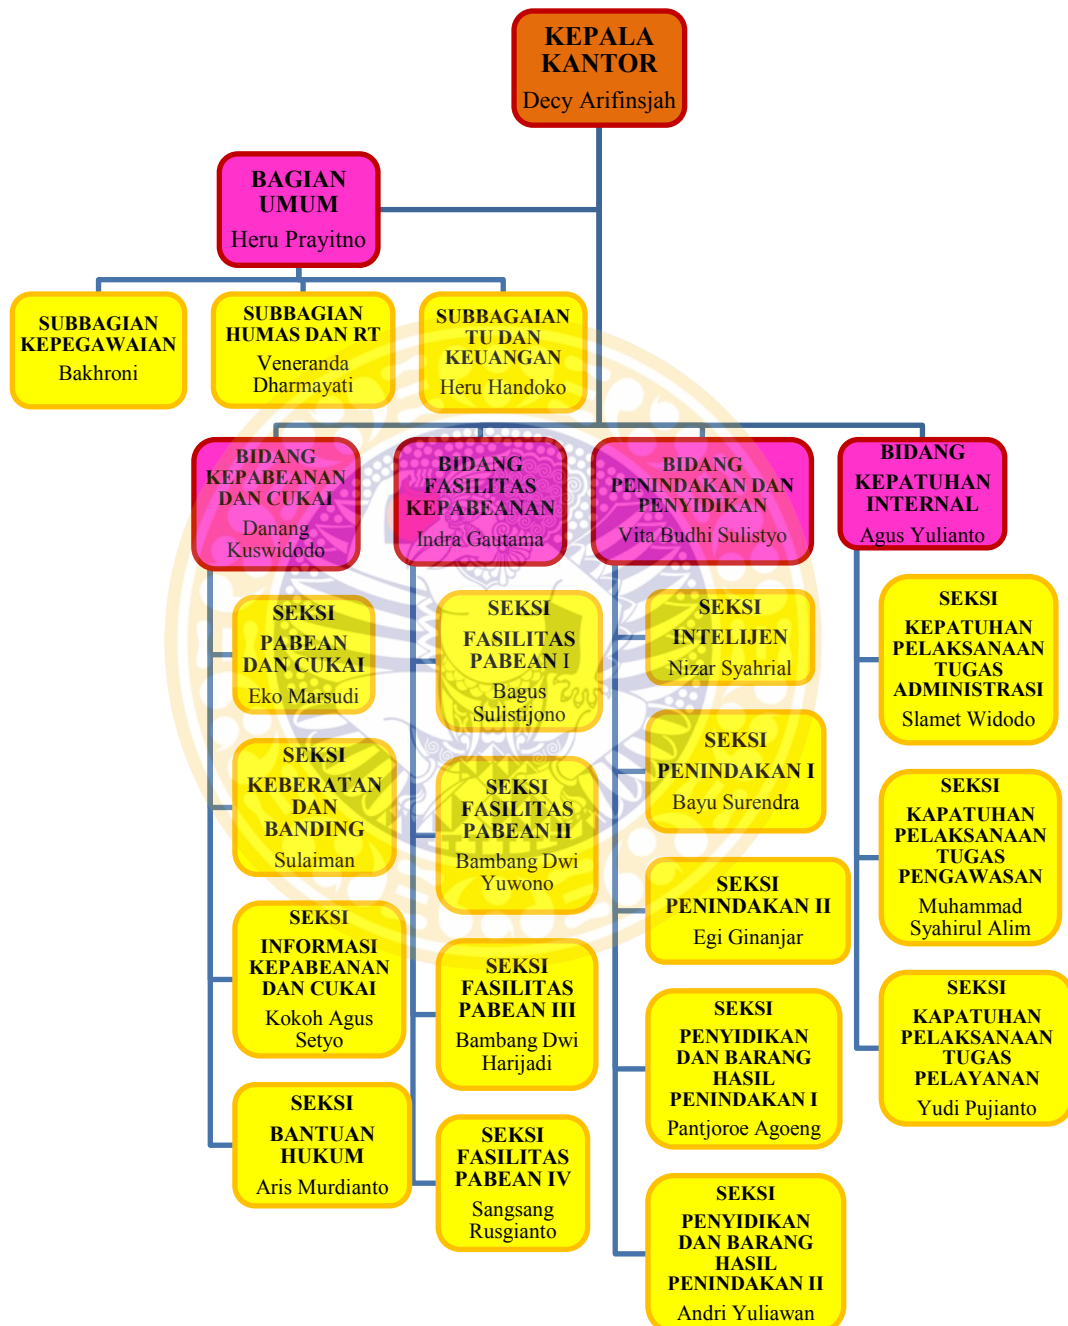 KEPALA
KANTOR
Decy Arifinsjah
BAGIAN
UMUM
Heru Prayitno
SUBBAGIAN
KEPEGAWAIAN
Bakhroni
SUBBAGIAN
HUMAS DAN RT
Veneranda
Dharmayati
SUBBAGAIAN
TU DAN
KEUANGAN
Heru Handoko
BIDANG
KEPABEANAN
DAN CUKAI
Danang
Kuswidodo
BIDANG
FASILITAS
KEPABEANAN
Indra Gautama
BIDANG
PENINDAKAN DAN
PENYIDIKAN
Vita Budhi Sulistyo
BIDANG
KEPATUHAN
INTERNAL
Agus Yulianto
SEKSI
PABEAN
DAN CUKAI
Eko Marsudi
SEKSI
KEBERATAN
DAN
BANDING
Sulaiman
SEKSI
INFORMASI
KEPABEANAN
DAN CUKAI
Kokoh Agus
Setyo
SEKSI
BANTUAN
HUKUM
Aris Murdianto
SEKSI
FASILITAS
PABEAN I
Bagus
Sulistijono
SEKSI
FASILITAS
PABEAN II
Bambang Dwi
Yuwono
SEKSI
FASILITAS
PABEAN III
Bambang Dwi
Harijadi
SEKSI
FASILITAS
PABEAN IV
Sangsang
Rusgianto
SEKSI
INTELIJEN
Nizar Syahrial
SEKSI
PENINDAKAN I
Bayu Surendra
SEKSI
PENINDAKAN II
Egi Ginanjar
SEKSI
PENYIDIKAN
DAN BARANG
HASIL
PENINDAKAN I
Pantjoroe Agoeng
SEKSI
PENYIDIKAN
DAN BARANG
HASIL
PENINDAKAN II
Andri Yuliawan
SEKSI
KEPATUHAN
PELAKSANAAN
TUGAS
ADMINISTRASI
Slamet Widodo
SEKSI
KAPATUHAN
PELAKSANAAN
TUGAS
PENGAWASAN
Muhammad
Syahirul Alim
SEKSI
KAPATUHAN
PELAKSANAAN
TUGAS
PELAYANAN
Yudi Pujianto